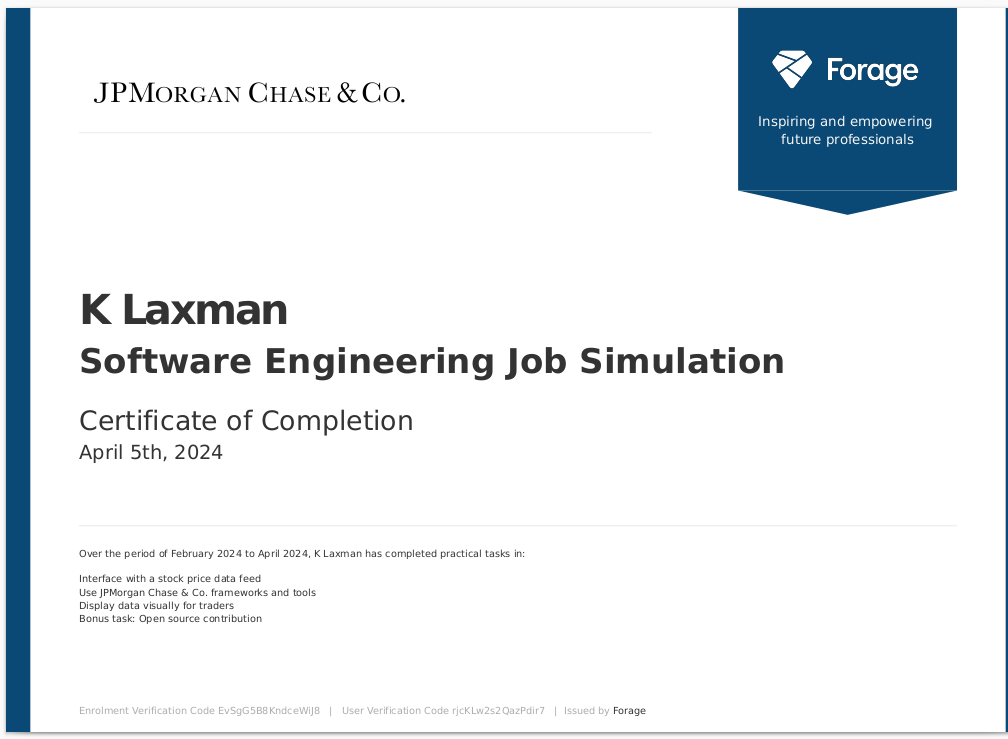 JPMORGAN CHASE & CO.
Forage
Inspiring and empowering
future professionals
K Laxman
Software Engineering Job Simulation
Certificate of Completion
April 5th, 2024
Over the period of February 2024 to April 2024, K Laxman has completed practical tasks in:
Interface with a stock price data feed
Use JPMorgan Chase & Co. frameworks and tools
Display data visually for traders
Bonus task: Open source contribution
Enrolment Verification Code EvSgG5B8KndceWiJ8 | User Verification Code rjcKLw2s2QazPdir7 | Issued by Forage